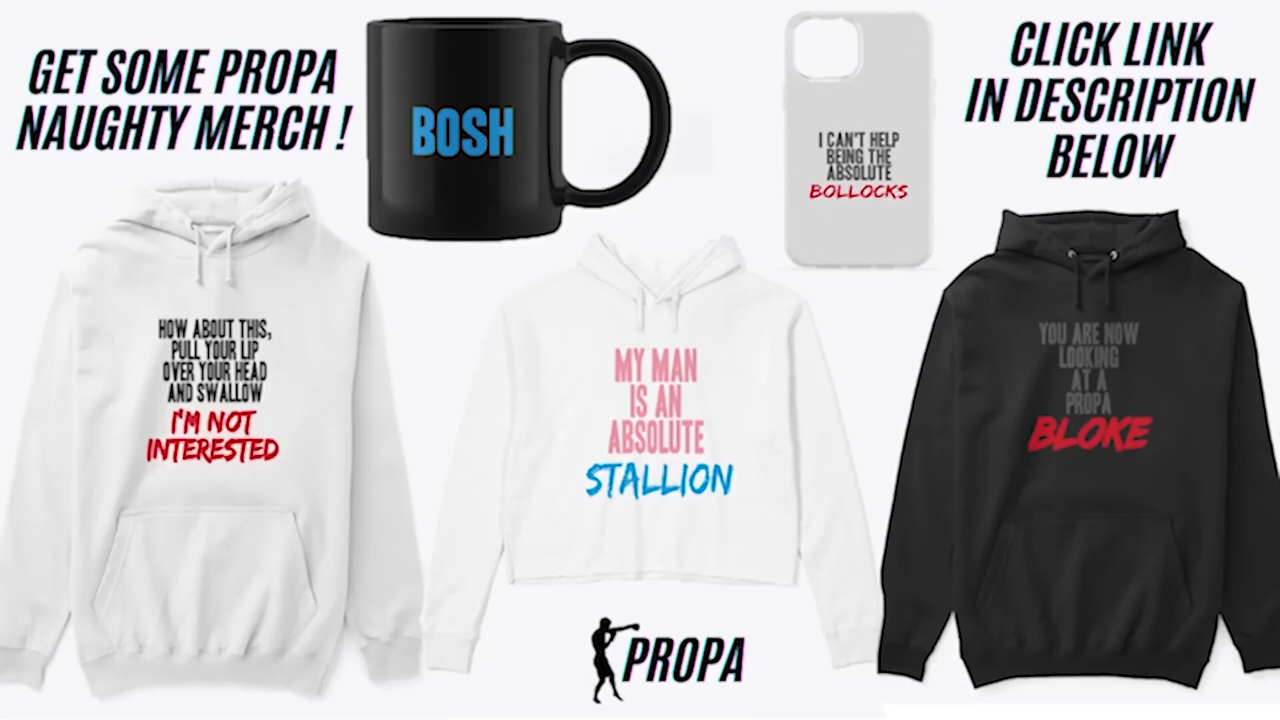 GET SOME PROPA
NAUGHTY MERCH !
BOSH
I CAN'T HELP
BEING THE
ABSOLUTE
BOLLOCKS
CLICK LINK
IN DESCRIPTION
BELOW
HOW ABOUT THIS,
PULL YOUR LIP
OVER YOUR HEAD
AND SWALLOW
I'M NOT
INTERESTED
MY MAN
IS AN
ABSOLUTE
STALLION
YOU ARE NOW
LOOKING
AT A
PROPA
BLOKE
PROPA